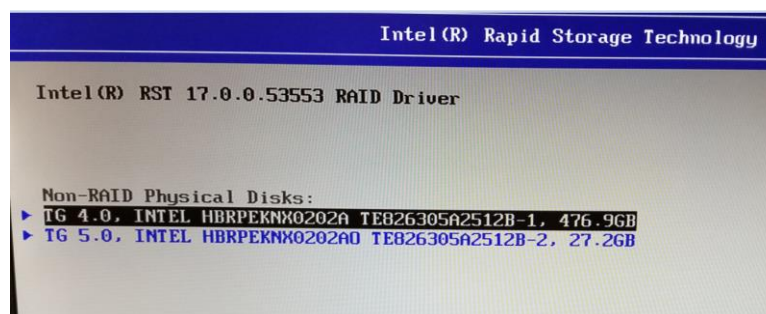 Intel(R) Rapid Storage Technology
Intel(R) RST 17.0.0.53553 RAID Driver
Non-RAID Physical Disks:
TG 4.0, INTEL HBRPEKNX0202A TE826305A2512B-1, 476.9GB
TG 5.0, INTEL HBRPEKNX0202AO TE826305A2512B-2, 27.2GB